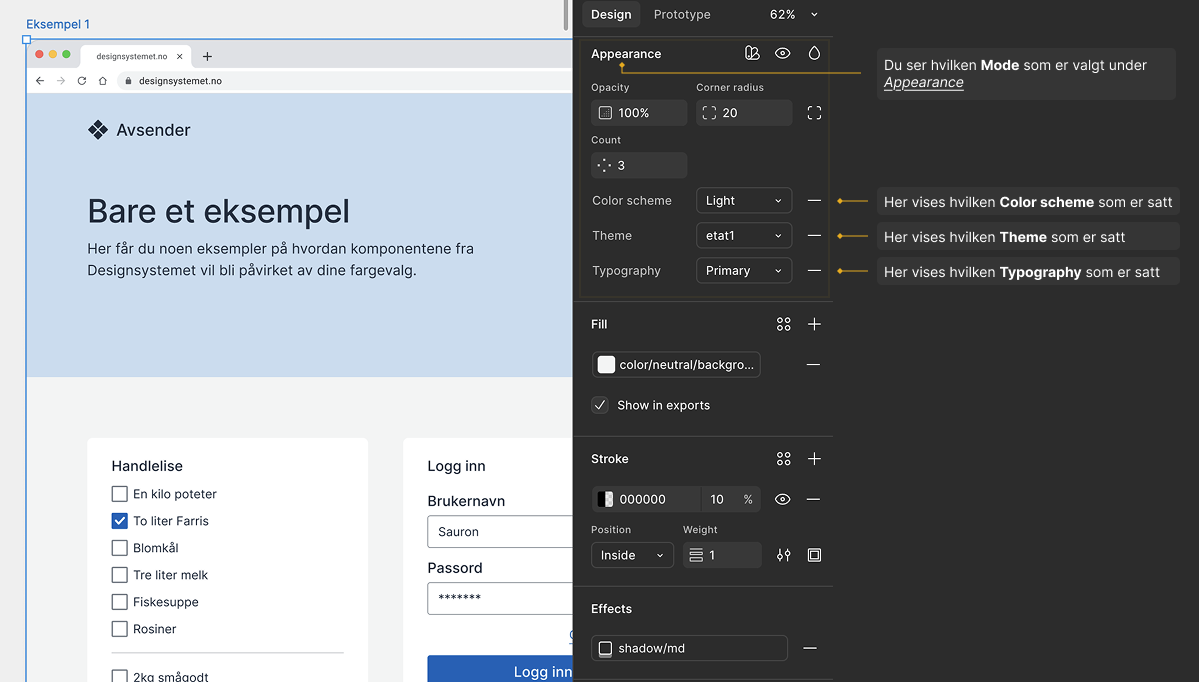 Eksempel 1
designsystemet.no
designsystemet.no
Avsender
Bare et eksempel
Her får du noen eksempler på hvordan komponentene fra
Designsystemet vil bli påvirket av dine fargevalg.
Handlelise
En kilo poteter
To liter Farris
Blomkål
Tre liter melk
Fiskesuppe
Rosiner
2kg smågodt
Logg inn
Brukernavn
Sauron
Passord
*******
Logg inn
Design
Prototype
62%
Appearance
Opacity
Corner radius
100%
20
Count
3
Color scheme
Light
Theme
etat1
Typography
Primary
Fill
color/neutral/backgro...
Show in exports
Stroke
000000
10
%
Position
Weight
Inside
1
Effects
shadow/md
Du ser hvilken Mode som er valgt under
Appearance
Her vises hvilken Color scheme som er satt
Her vises hvilken Theme som er satt
Her vises hvilken Typography som er satt